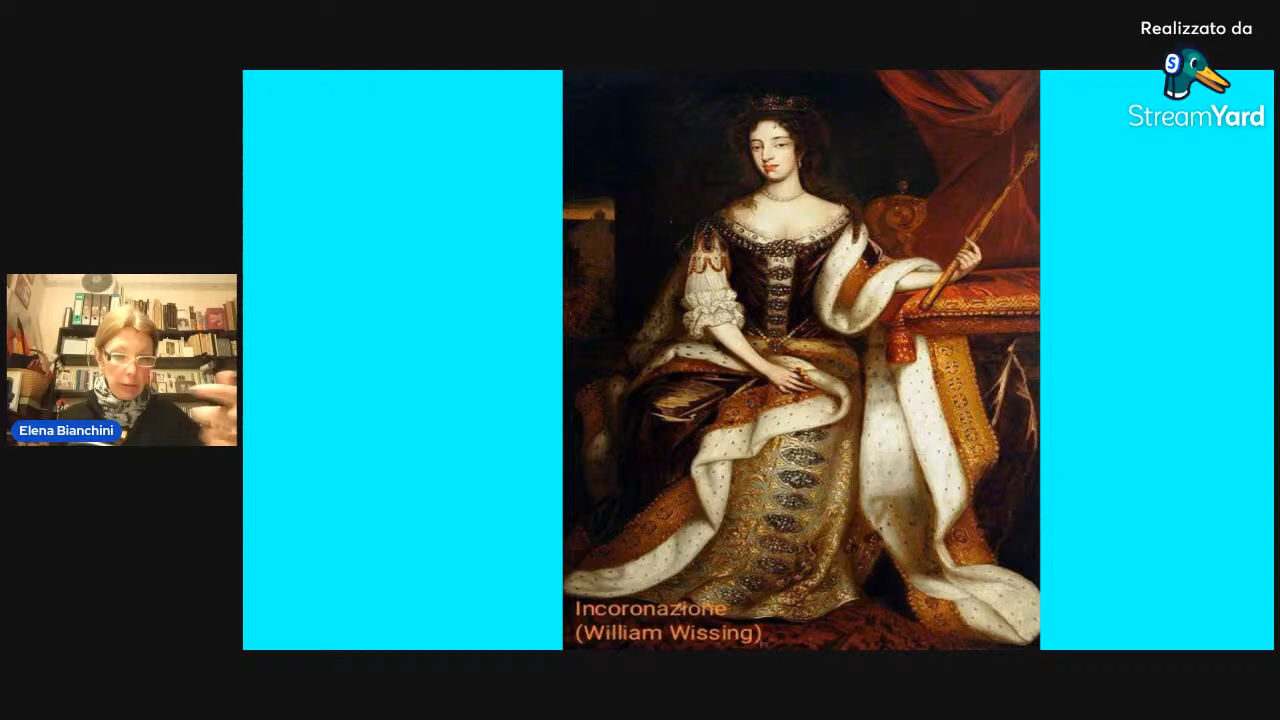 Realizzato da
StreamYard
Elena Bianchini
Incoronazione
(William Wissing)